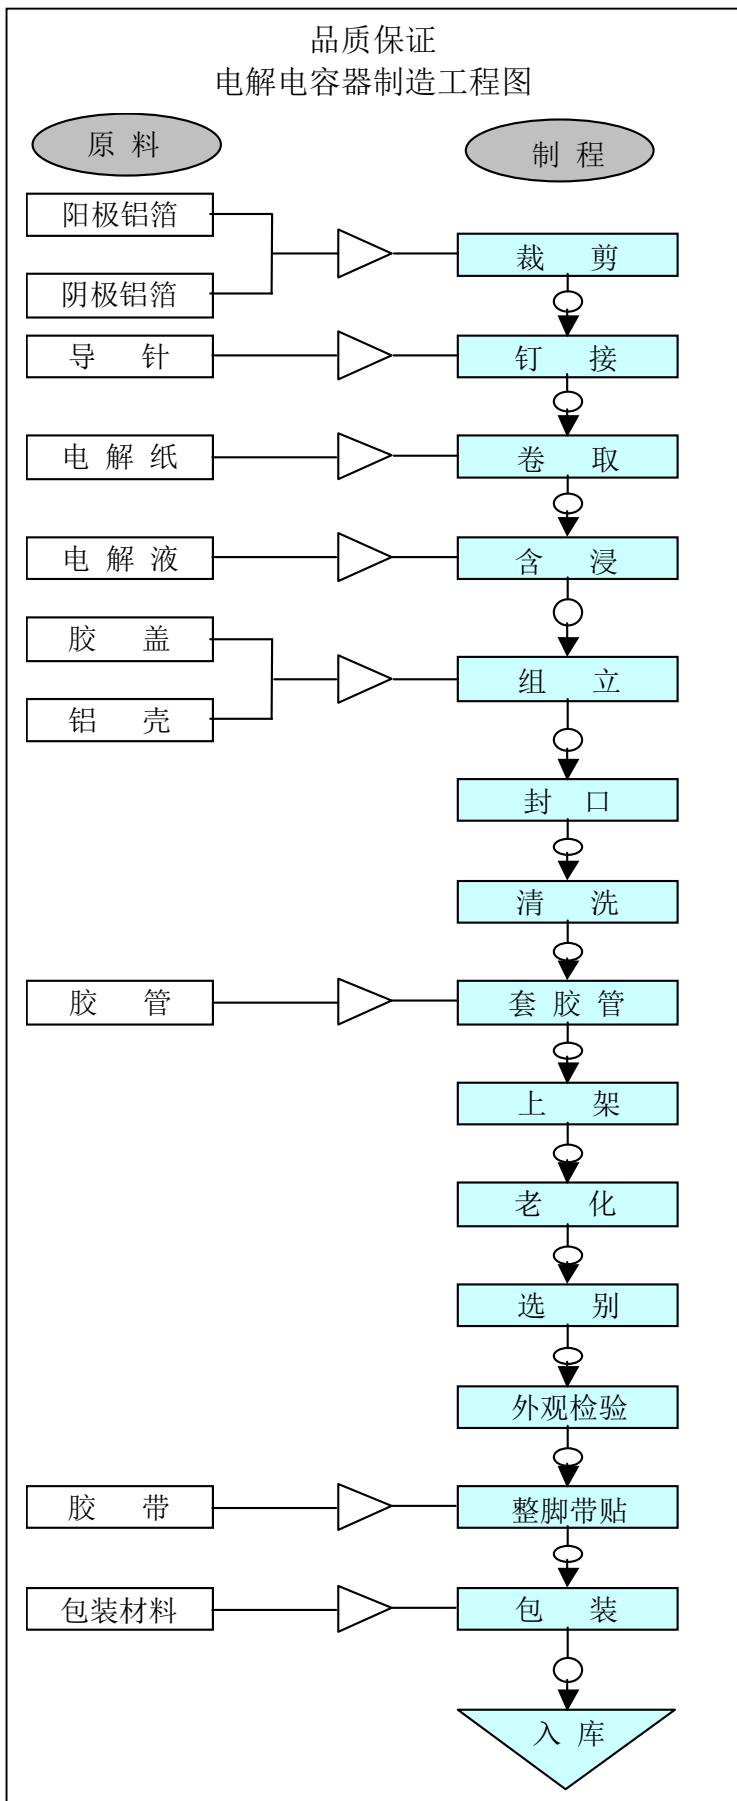 品质保证
电解电容器制造工程图
原 料
制 程
阳极铝箔
阴极铝箔
裁 剪
导 针
钉 接
电 解 纸
卷 取
电 解 液
含 浸
胶 盖
铝 壳
组 立
封 口
清 洗
胶 管
套 胶 管
上 架
老 化
选 别
外观检验
胶 带
整脚带贴
包装材料
包 装
入 库